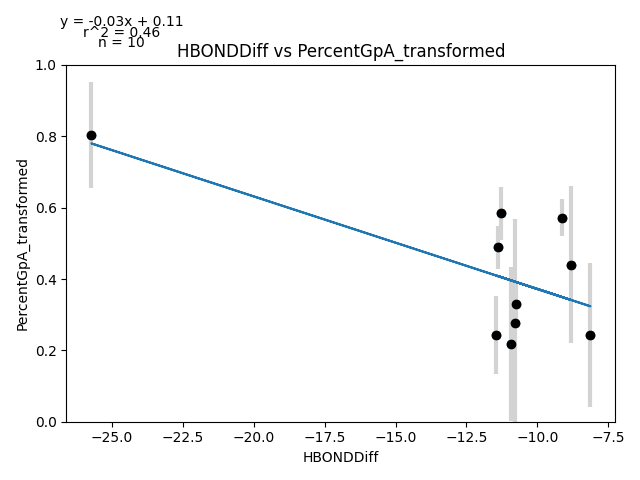 y = -0.03x + 0.11
r^2 = 0.46
n = 10
HBONDDiff vs PercentGpA_transformed
1.0
0.8
0.6
0.4
0.2
0.0
PercentGpA_transformed
−25.0 −22.5 −20.0 −17.5 −15.0 −12.5 −10.0 −7.5
HBONDDiff